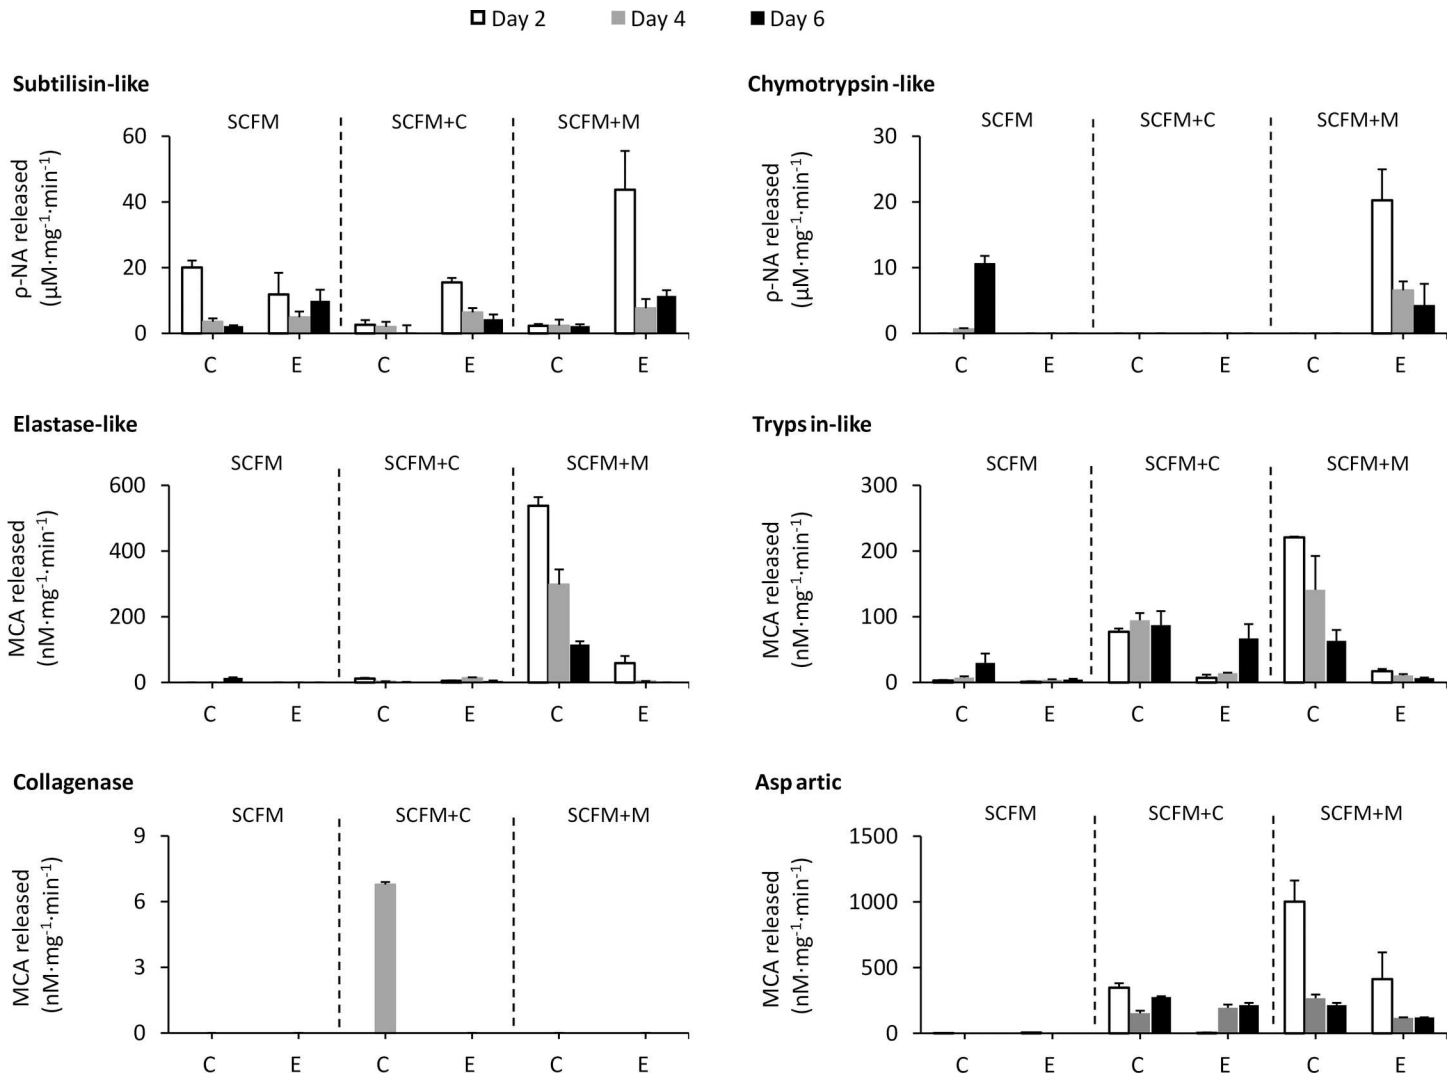 Day 2 Day 4 Day 6
Subtilisin-like
SCFM SCFM+C SCFM+M
ρ-NA released
(µM·mg⁻¹·min⁻¹)
60
40
20
0
C E C E C E
Chymotrypsin-like
SCFM SCFM+C SCFM+M
ρ-NA released
(µM·mg⁻¹·min⁻¹)
30
20
10
0
C E C E C E
Elastase-like
SCFM SCFM+C SCFM+M
MCA released
(nM·mg⁻¹·min⁻¹)
600
400
200
0
C E C E C E
Trypsin-like
SCFM SCFM+C SCFM+M
MCA released
(nM·mg⁻¹·min⁻¹)
300
200
100
0
C E C E C E
Collagenase
SCFM SCFM+C SCFM+M
MCA released
(nM·mg⁻¹·min⁻¹)
9
6
3
0
C E C E C E
Aspartic
SCFM SCFM+C SCFM+M
MCA released
(nM·mg⁻¹·min⁻¹)
1500
1000
500
0
C E C E C E